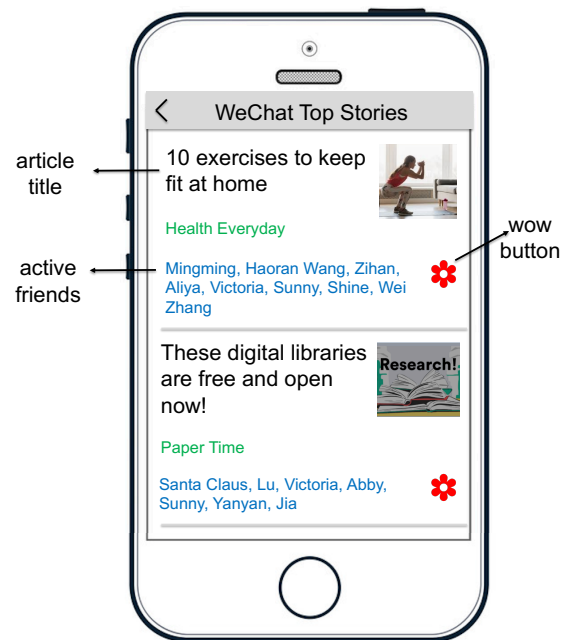 WeChat Top Stories
article
title
10 exercises to keep
fit at home
Health Everyday
wow
button
active
friends
Mingming, Haoran Wang, Zihan,
Aliya, Victoria, Sunny, Shine, Wei
Zhang
These digital libraries
are free and open
now!
Research!
Paper Time
Santa Claus, Lu, Victoria, Abby,
Sunny, Yanyan, Jia